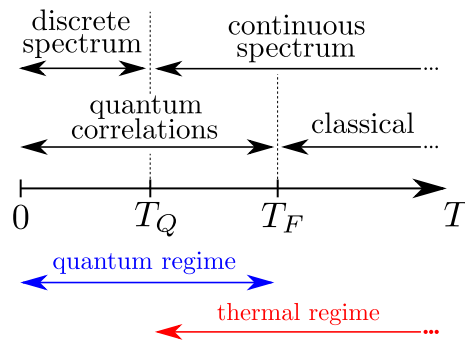 discrete
spectrum
continuous
spectrum
...
quantum
correlations
classical
...
0
T_Q
T_F
T
quantum regime
thermal regime
...